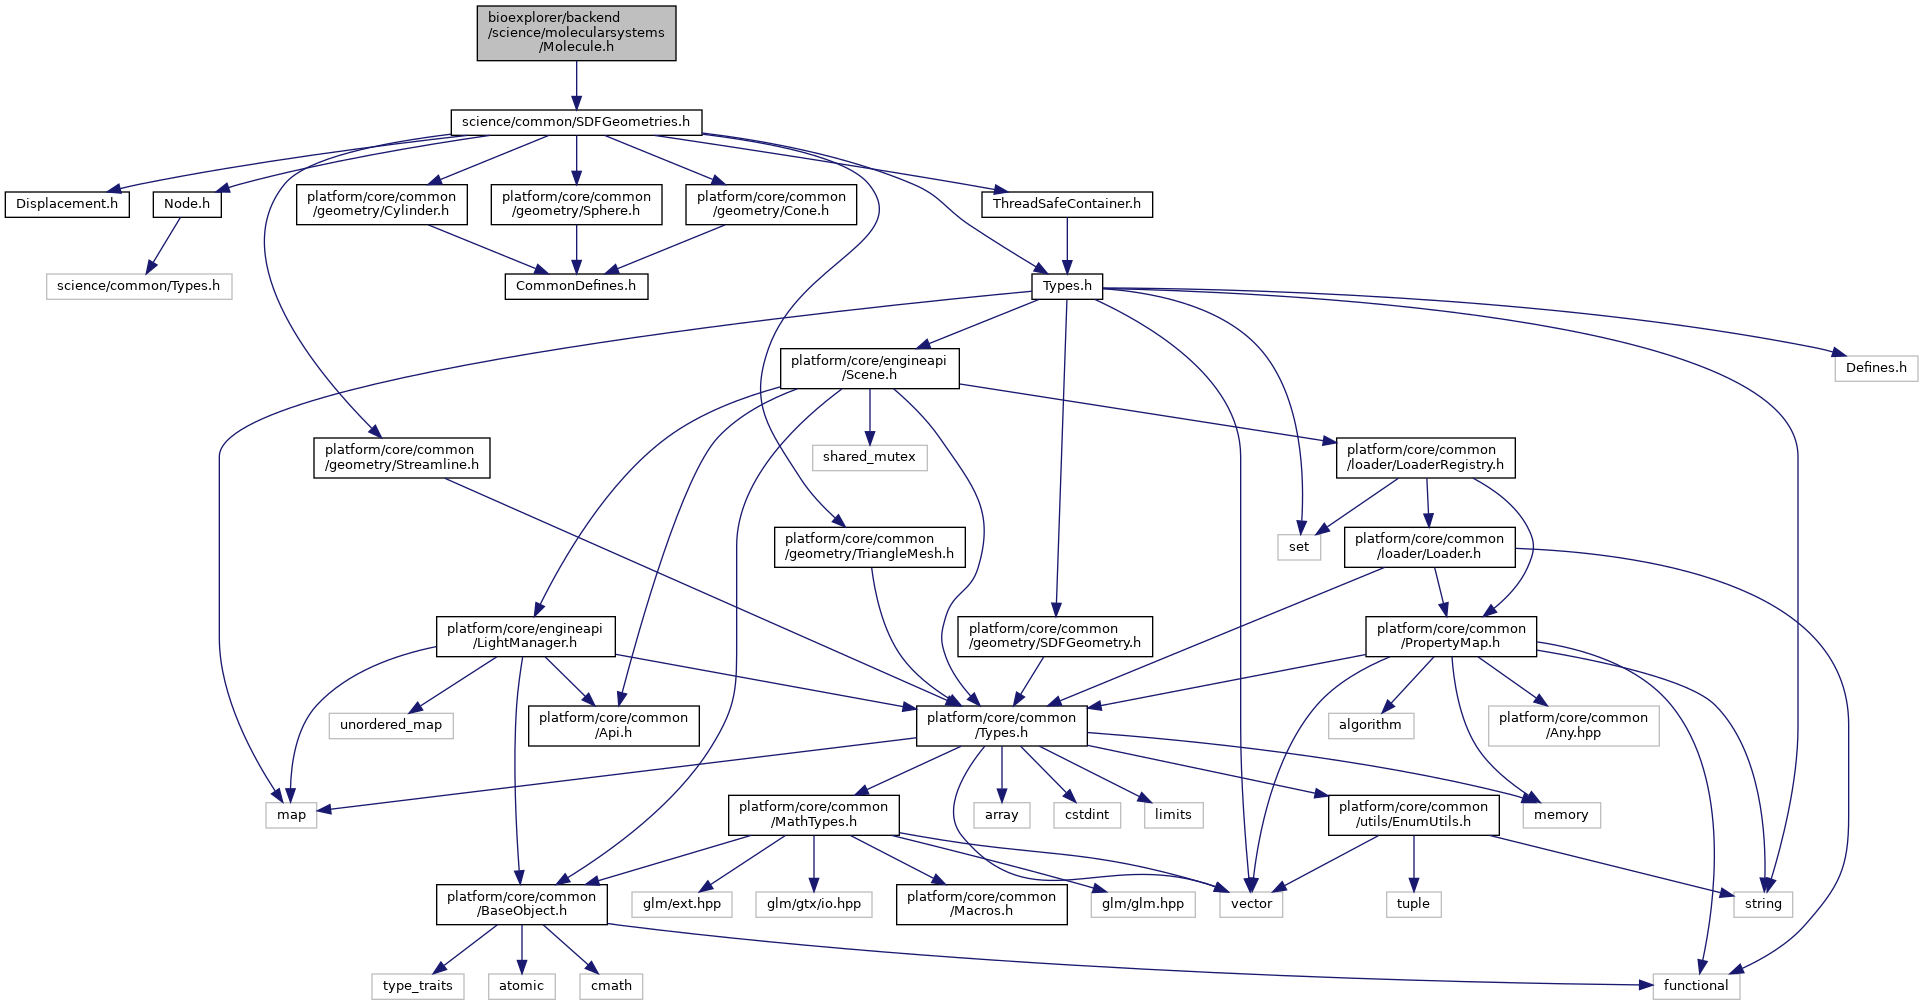 bioexplorer/backend
/science/molecularsystems
/Molecule.h
science/common/SDFGeometries.h
Displacement.h
Node.h
platform/core/common
/geometry/Cylinder.h
platform/core/common
/geometry/Sphere.h
platform/core/common
/geometry/Cone.h
ThreadSafeContainer.h
science/common/Types.h
CommonDefines.h
Types.h
platform/core/engineapi
/Scene.h
Defines.h
platform/core/common
/geometry/Streamline.h
shared_mutex
platform/core/common
/loader/LoaderRegistry.h
platform/core/common
/geometry/TriangleMesh.h
set
platform/core/common
/loader/Loader.h
platform/core/engineapi
/LightManager.h
platform/core/common
/geometry/SDFGeometry.h
platform/core/common
/PropertyMap.h
unordered_map
platform/core/common
/Api.h
platform/core/common
/Types.h
algorithm
platform/core/common
/Any.hpp
map
platform/core/common
/MathTypes.h
array
cstdint
limits
platform/core/common
/utils/EnumUtils.h
memory
platform/core/common
/BaseObject.h
glm/ext.hpp
glm/gtx/io.hpp
platform/core/common
/Macros.h
glm/glm.hpp
vector
tuple
string
type_traits
atomic
cmath
functional